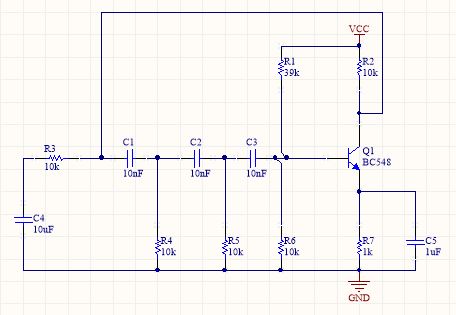 VCC
R1
39k
R2
10k
R3
10k
C1
10nF
C2
10nF
C3
10nF
Q1
BC548
C4
10uF
R4
10k
R5
10k
R6
10k
R7
1k
C5
1uF
GND